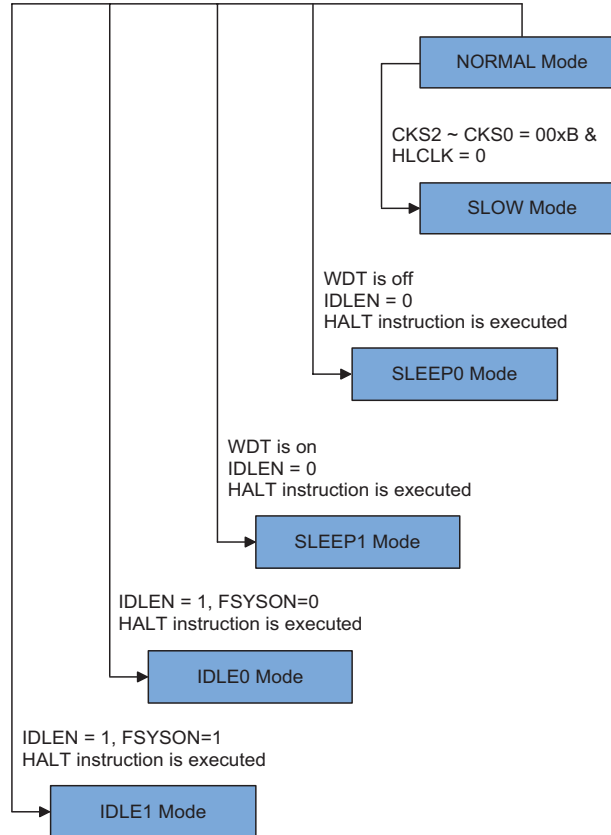 NORMAL Mode
CKS2 ~ CKS0 = 00xB &
HLCLK = 0
SLOW Mode
WDT is off
IDLEN = 0
HALT instruction is executed
SLEEP0 Mode
WDT is on
IDLEN = 0
HALT instruction is executed
SLEEP1 Mode
IDLEN = 1, FSYSON=0
HALT instruction is executed
IDLE0 Mode
IDLEN = 1, FSYSON=1
HALT instruction is executed
IDLE1 Mode